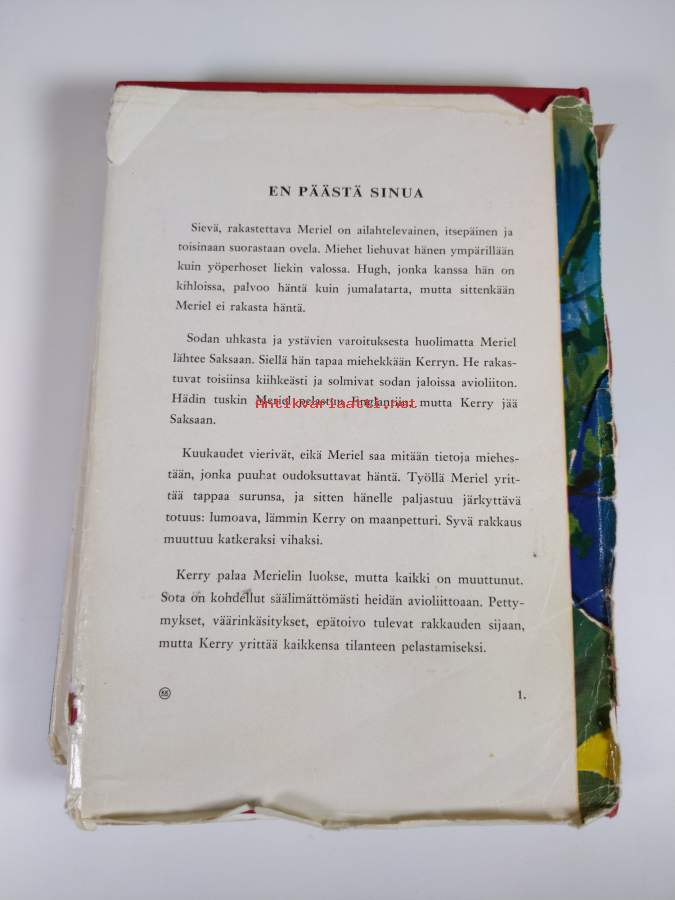 EN PÄÄSTÄ SINUA
Sievä, rakastettava Meriel on ailahtelevainen, itsepäinen ja
toisinaan suorastaan ovela. Miehet liehuvat hänen ympärillään
kuin yöperhoset liekin valossa. Hugh, jonka kanssa hän on
kihloissa, palvoo häntä kuin jumalatarta, mutta sittenkään
Meriel ei rakasta häntä.
Sodan uhkasta ja ystävien varoituksesta huolimatta Meriel
lähtee Saksaan. Siellä hän tapaa miehekkään Kerryn. He rakas-
tuvat toisiinsa kiihkeästi ja solmivat sodan jaloissa avioliiton.
Hädin tuskin Meriel pelastuu Englantiin, mutta Kerry jää
Antikvariaatti.net
Saksaan.
Kuukaudet vierivät, eikä Meriel saa mitään tietoja miehes-
tään, jonka puuhat oudoksuttavat häntä. Työllä Meriel yrit-
tää tappaa surunsa, ja sitten hänelle paljastuu järkyttävä
totuus: lumoava, lämmin Kerry on maanpetturi. Syvä rakkaus
muuttuu katkeraksi vihaksi.
Kerry palaa Merielin luokse, mutta kaikki on muuttunut.
Sota on kohdellut säälimättömästi heidän avioliittoaan. Petty-
mykset, väärinkäsitykset, epätoivo tulevat rakkauden sijaan,
mutta Kerry yrittää kaikkensa tilanteen pelastamiseksi.
1.